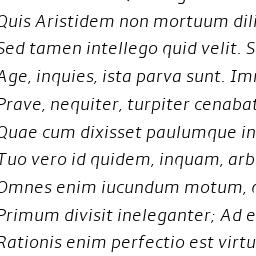 Quis Aristidem non mortuum dili
Sed tamen intellego quid velit. S
Age, inquies, ista parva sunt. Im
Prave, nequiter, turpiter cenabat
Quae cum dixisset paulumque in
Tuo vero id quidem, inquam, arb
Omnes enim iucundum motum,
Primum divisit ineleganter; Ad e
Rationis enim perfectio est virtu